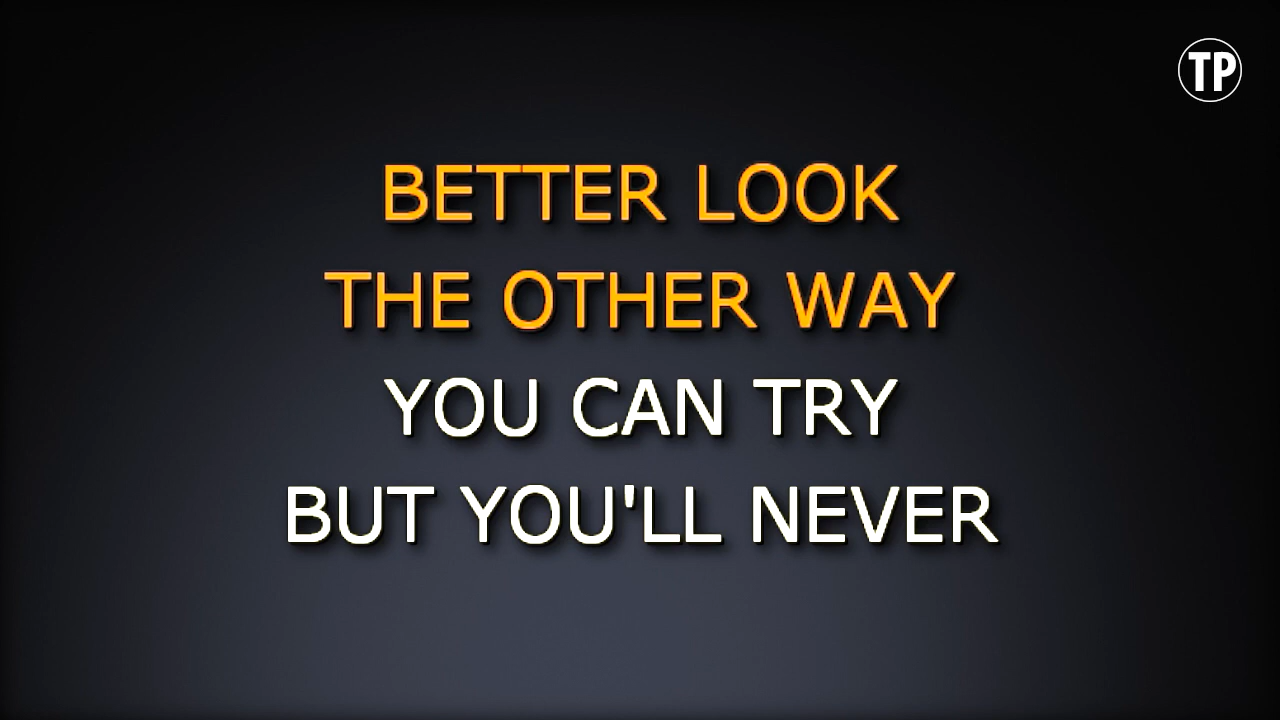 TP
BETTER LOOK
THE OTHER WAY
YOU CAN TRY
BUT YOU'LL NEVER